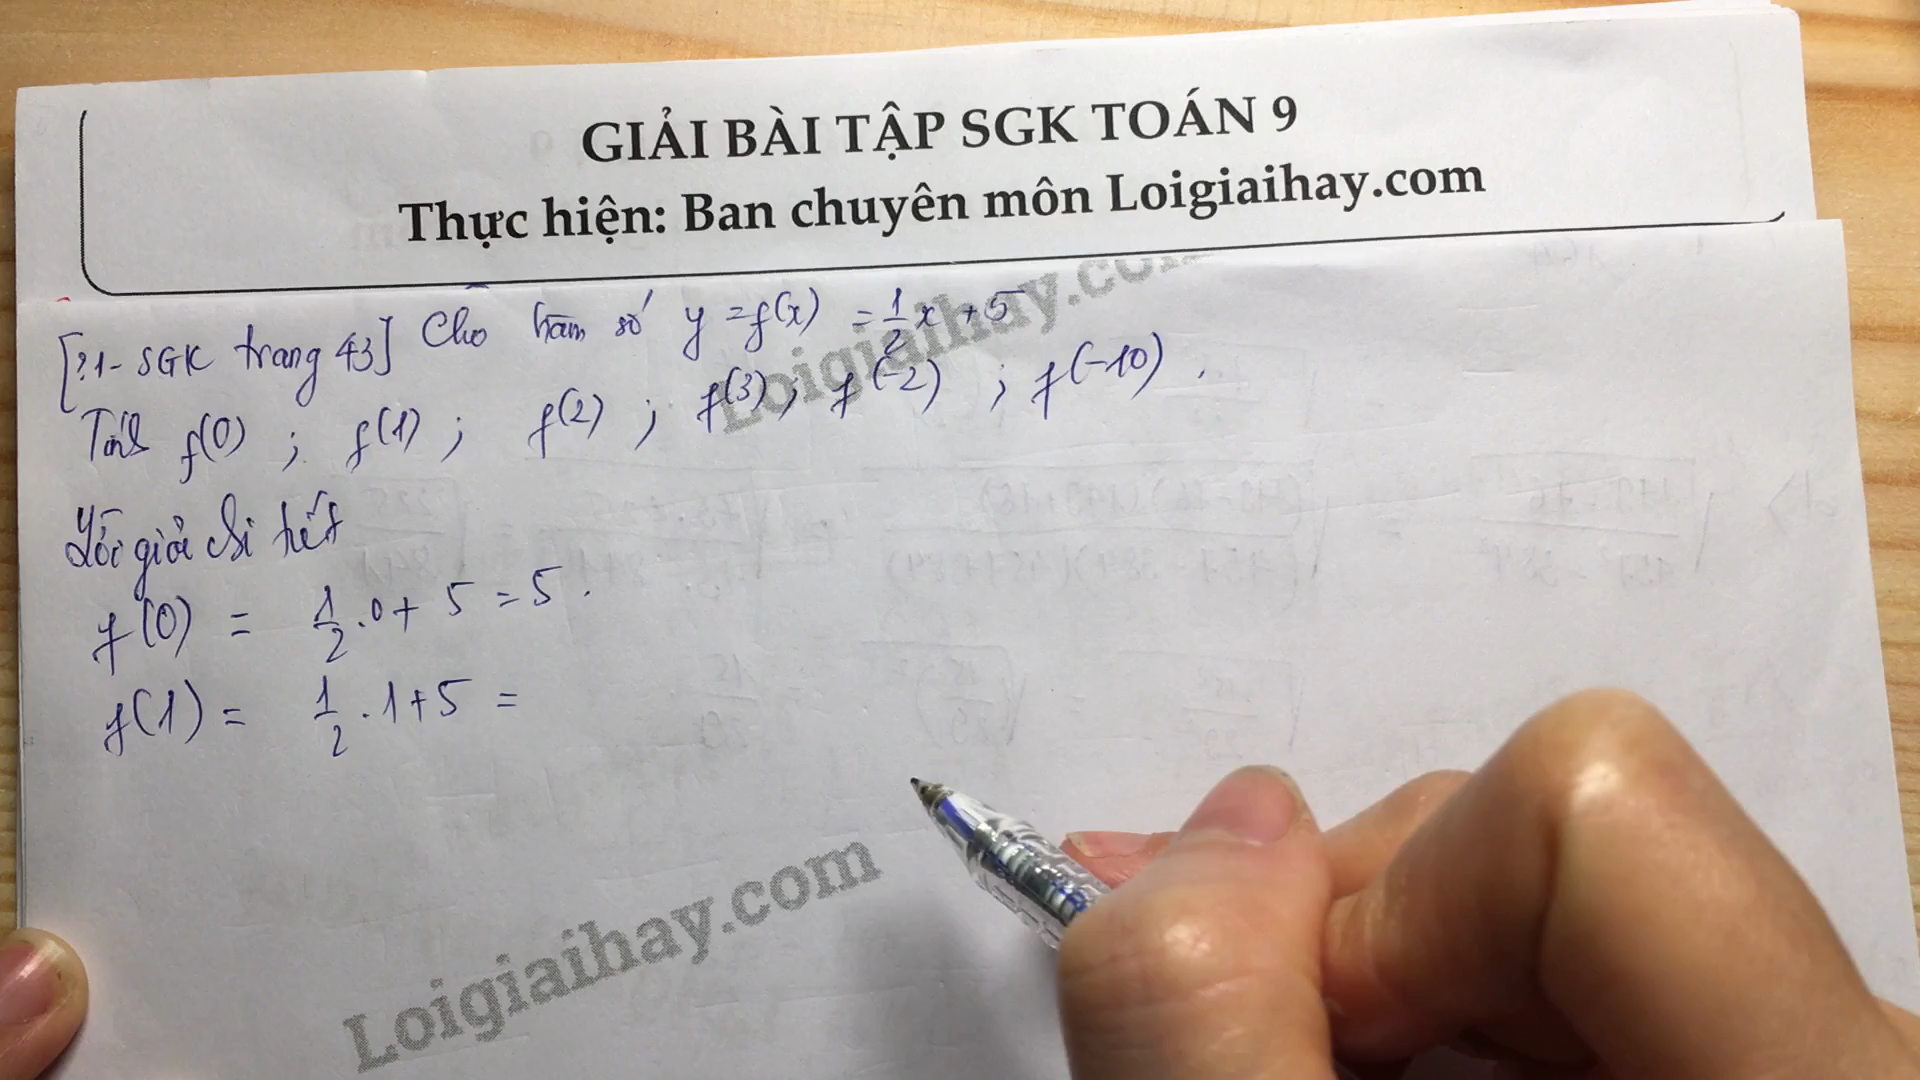 GIẢI BÀI TẬP SGK TOÁN 9
Thực hiện: Ban chuyên môn Loigiaihay.com
Loigiaihay.com
[?1- SGK trang 43] Cho hàm số y = f(x) = 1/2 x + 5
Tính f(0) ; f(1) ; f(2) ; f(3) ; f(-2) ; f(-10) .
Lời giải chi tiết
f(0) = 1/2 . 0 + 5 = 5 .
f(1) = 1/2 . 1 + 5 =
Loigiaihay.com